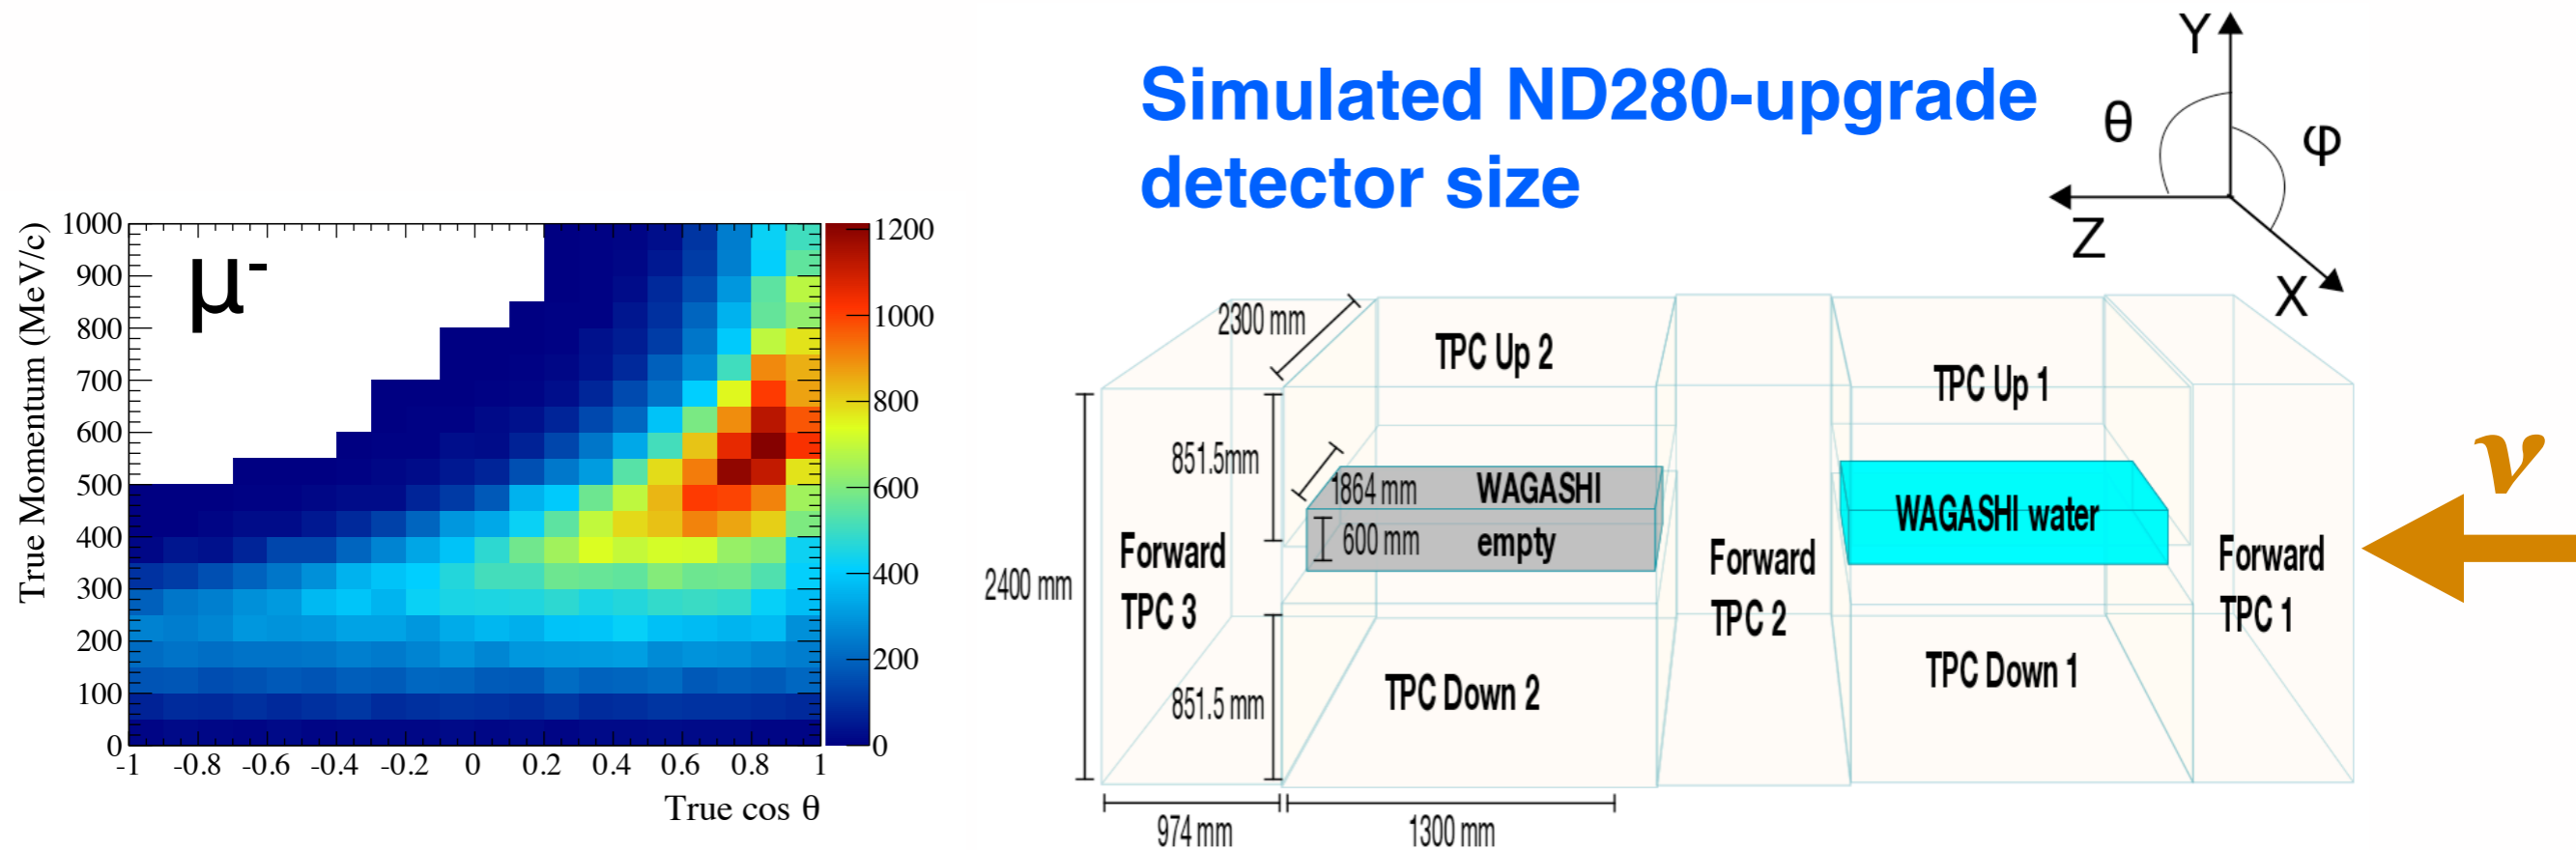 Simulated ND280-upgrade
detector size
Y
θ
φ
Z
X
True Momentum (MeV/c)
1000
900
800
700
600
500
400
300
200
100
0
μ-
-1 -0.8 -0.6 -0.4 -0.2 0 0.2 0.4 0.6 0.8 1
True cos θ
1200
1000
800
600
400
200
0
2300 mm
TPC Up 2
TPC Up 1
851.5mm
1864 mm
WAGASHI
600 mm
empty
WAGASHI water
2400 mm
Forward
TPC 3
Forward
TPC 2
Forward
TPC 1
ν
851.5 mm
TPC Down 2
TPC Down 1
974 mm
1300 mm